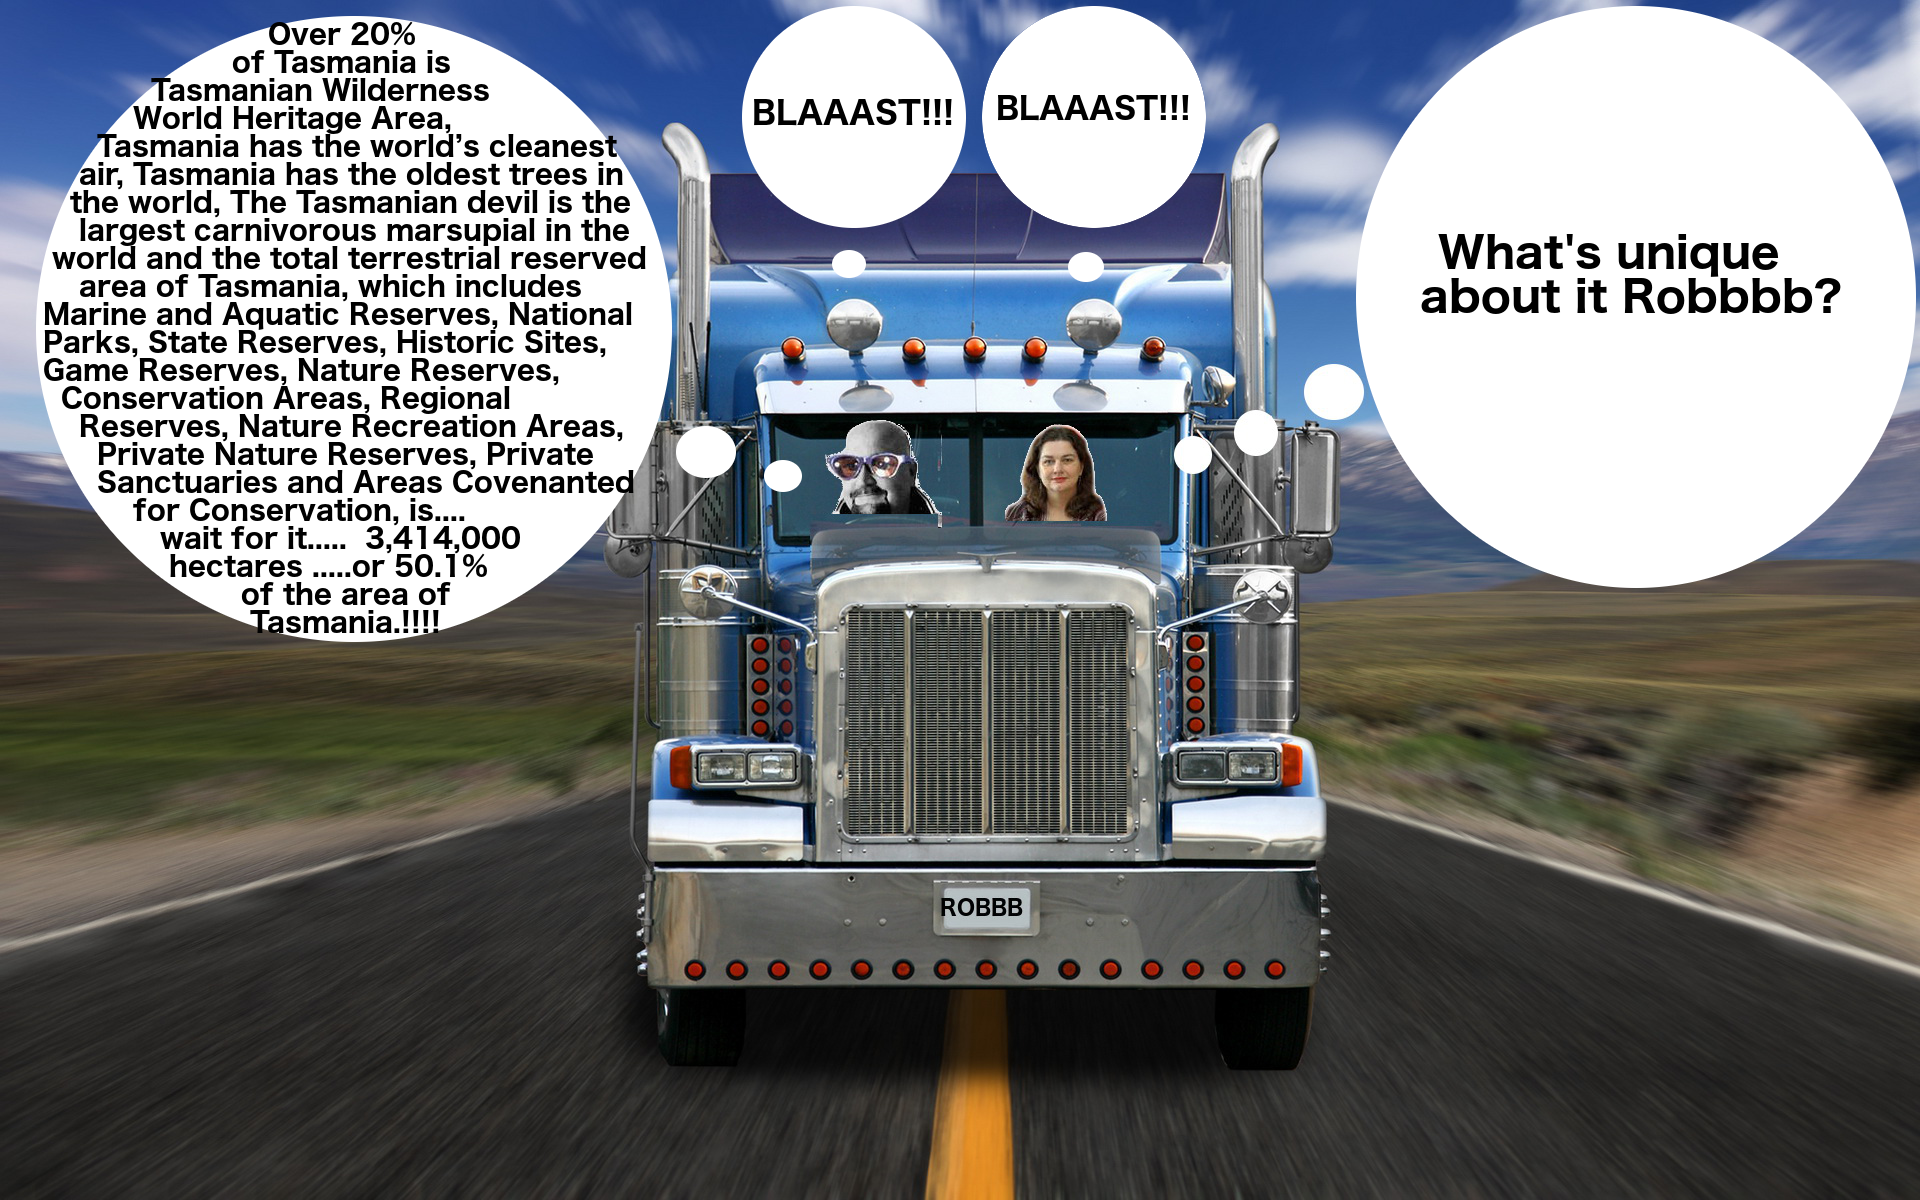 Over 20%
of Tasmania is
Tasmanian Wilderness
World Heritage Area,
Tasmania has the world’s cleanest
air, Tasmania has the oldest trees in
the world, The Tasmanian devil is the
largest carnivorous marsupial in the
world and the total terrestrial reserved
area of Tasmania, which includes
Marine and Aquatic Reserves, National
Parks, State Reserves, Historic Sites,
Game Reserves, Nature Reserves,
Conservation Areas, Regional
Reserves, Nature Recreation Areas,
Private Nature Reserves, Private
Sanctuaries and Areas Covenanted
for Conservation, is....
wait for it..... 3,414,000
hectares .....or 50.1%
of the area of
Tasmania.!!!!
BLAAAST!!!
BLAAAST!!!
What's unique
about it Robbbb?
ROBBB